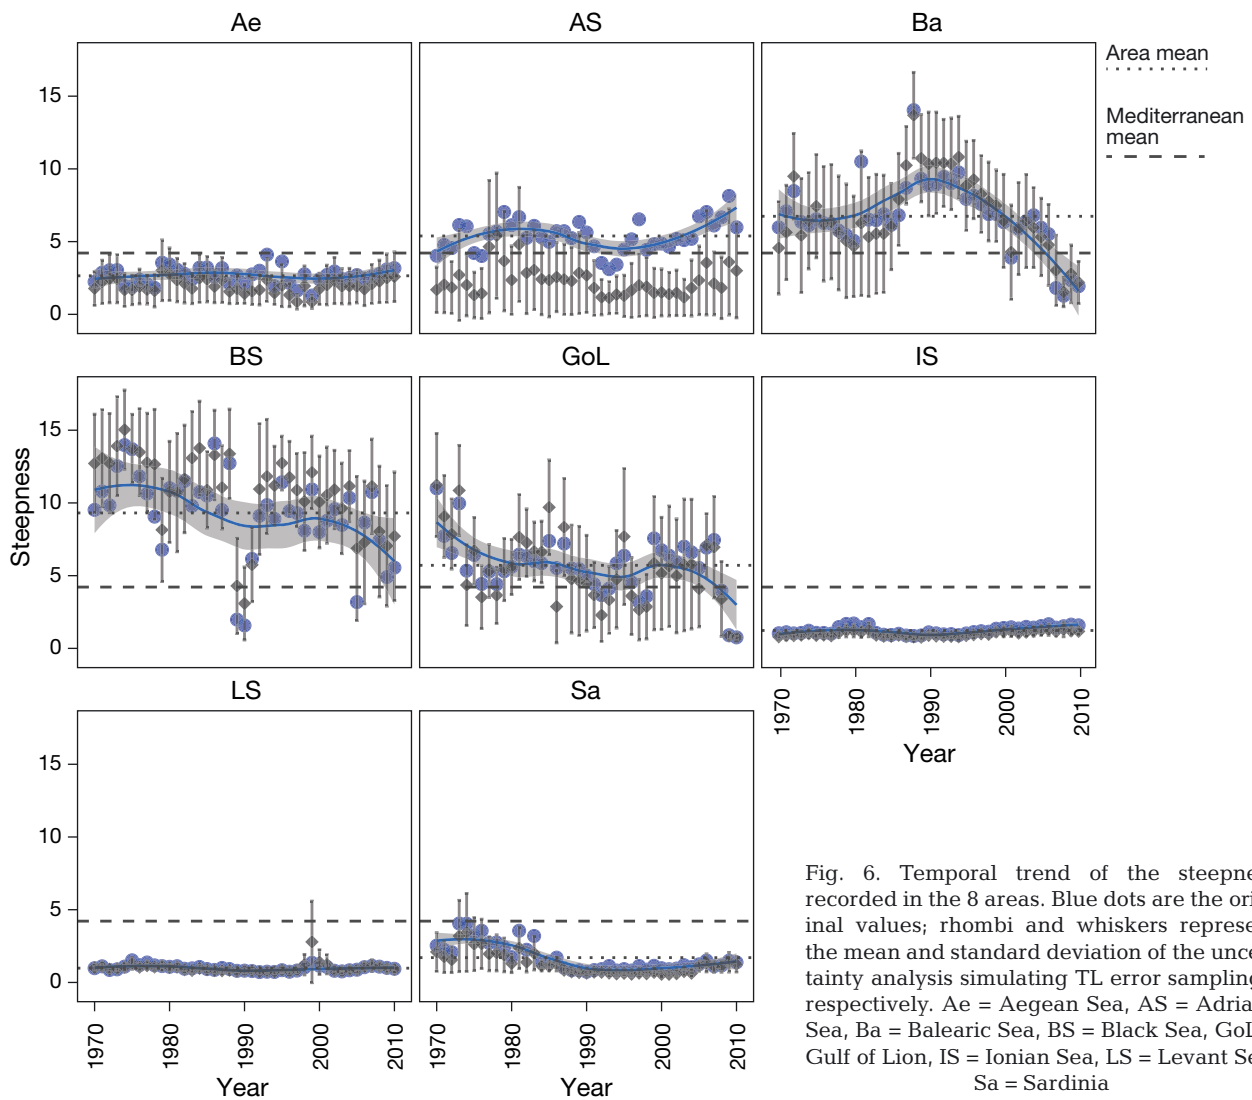 Ae
AS
Ba
Area mean
Mediterranean
mean
15
10
5
0
BS
GoL
IS
15
10
5
0
Steepness
1970
1980
1990
2000
2010
Year
LS
Sa
15
10
5
0
1970
1980
1990
2000
2010
Year
1970
1980
1990
2000
2010
Year
Fig. 6. Temporal trend of the steepne
recorded in the 8 areas. Blue dots are the ori
inal values; rhombi and whiskers represe
the mean and standard deviation of the unce
tainty analysis simulating TL error sampling
respectively. Ae = Aegean Sea, AS = Adria
Sea, Ba = Balearic Sea, BS = Black Sea, GoL
Gulf of Lion, IS = Ionian Sea, LS = Levant Se
Sa = Sardinia